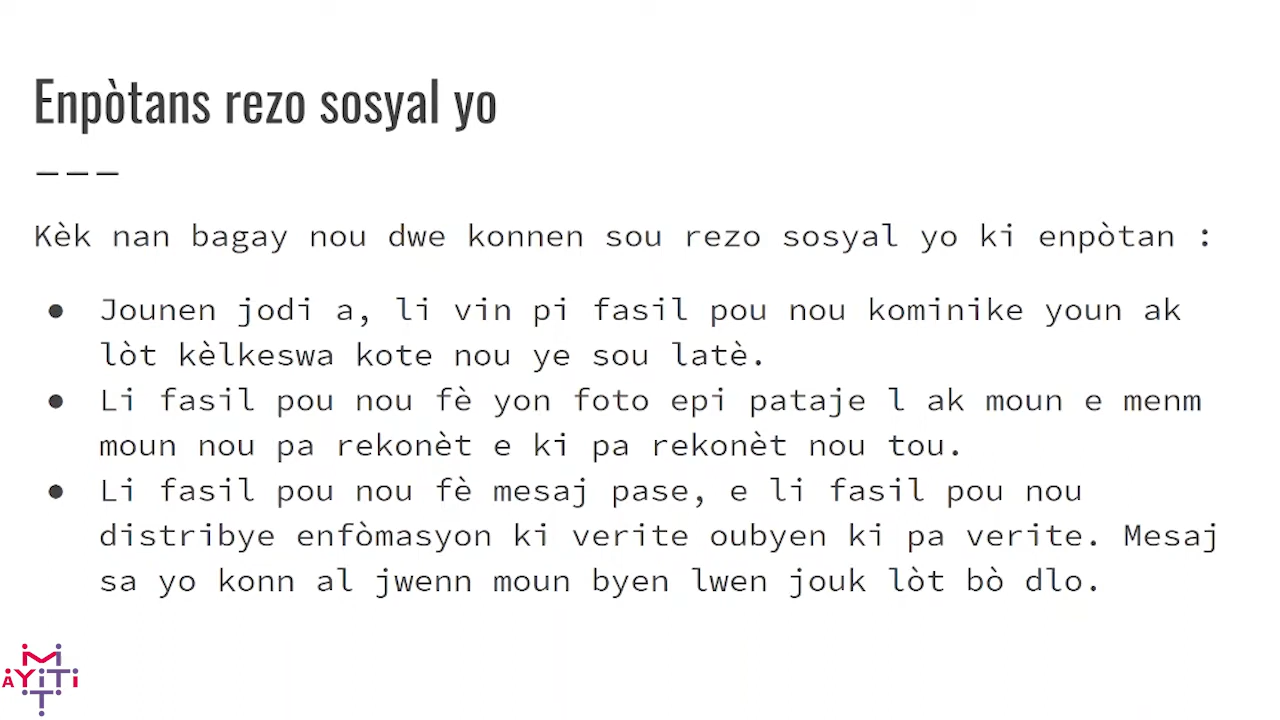 Enpòtans rezo sosyal yo
———
Kèk nan bagay nou dwe konnen sou rezo sosyal yo ki enpòtan :
● Jounen jodi a, li vin pi fasil pou nou kominike youn ak
lòt kèlkeswa kote nou ye sou latè.
● Li fasil pou nou fè yon foto epi pataje l ak moun e menm
moun nou pa rekonèt e ki pa rekonèt nou tou.
● Li fasil pou nou fè mesaj pase, e li fasil pou nou
distribye enfòmasyon ki verite oubyen ki pa verite. Mesaj
sa yo konn al jwenn moun byen lwen jouk lòt bò dlo.
MIT
AYITI